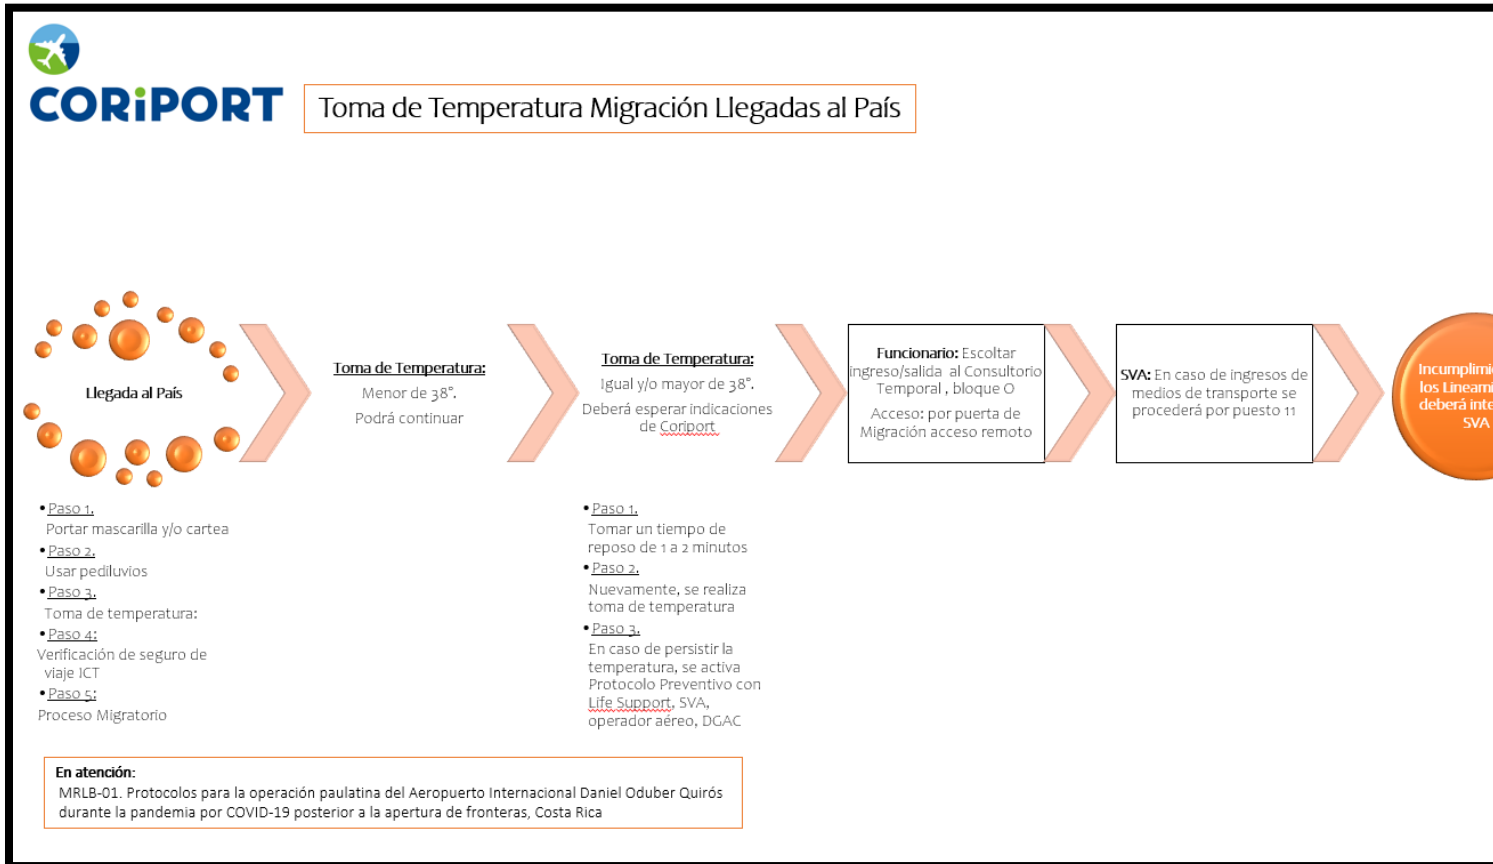 CORiPORT
Toma de Temperatura Migración Llegadas al País
Llegada al País
• Paso 1.
Portar mascarilla y/o cartea
• Paso 2.
Usar pediluvios
• Paso 3.
Toma de temperatura:
• Paso 4:
Verificación de seguro de
viaje ICT
• Paso 5:
Proceso Migratorio
Toma de Temperatura:
Menor de 38°.
Podrá continuar
Toma de Temperatura:
Igual y/o mayor de 38°.
Deberá esperar indicaciones
de Coriport
• Paso 1.
Tomar un tiempo de
reposo de 1 a 2 minutos
• Paso 2.
Nuevamente, se realiza
toma de temperatura
• Paso 3.
En caso de persistir la
temperatura, se activa
Protocolo Preventivo con
Life Support, SVA,
operador aéreo, DGAC
Funcionario: Escoltar
ingreso/salida al Consultorio
Temporal , bloque O
Acceso: por puerta de
Migración acceso remoto
SVA: En caso de ingresos de
medios de transporte se
procederá por puesto 11
los
deberá
SVA
En atención:
MRLB-01. Protocolos para la operación paulatina del Aeropuerto Internacional Daniel Oduber Quirós
durante la pandemia por COVID-19 posterior a la apertura de fronteras, Costa Rica